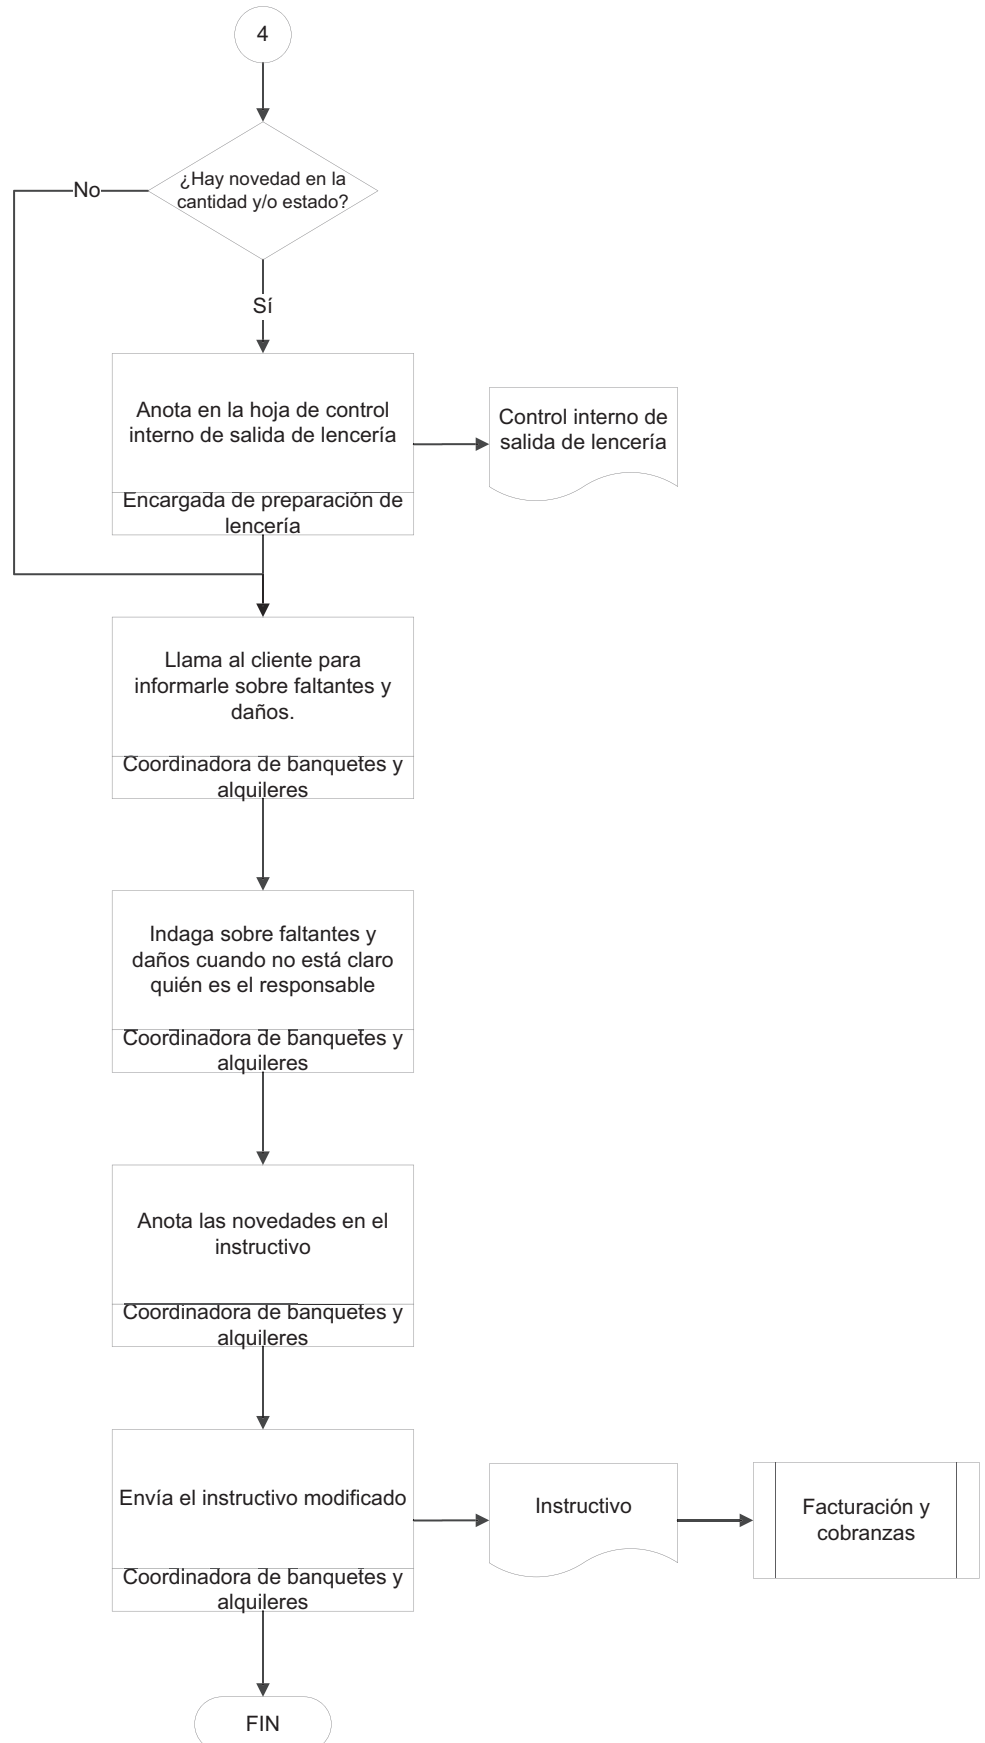 4
¿Hay novedad en la
cantidad y/o estado?
No
Sí
Anota en la hoja de control
interno de salida de lencería
Encargada de preparación de
lencería
Control interno de
salida de lencería
Llama al cliente para
informarle sobre faltantes y
daños.
Coordinadora de banquetes y
alquileres
Indaga sobre faltantes y
daños cuando no está claro
quién es el responsable
Coordinadora de banquetes y
alquileres
Anota las novedades en el
instructivo
Coordinadora de banquetes y
alquileres
Envía el instructivo modificado
Coordinadora de banquetes y
alquileres
Instructivo
Facturación y
cobranzas
FIN